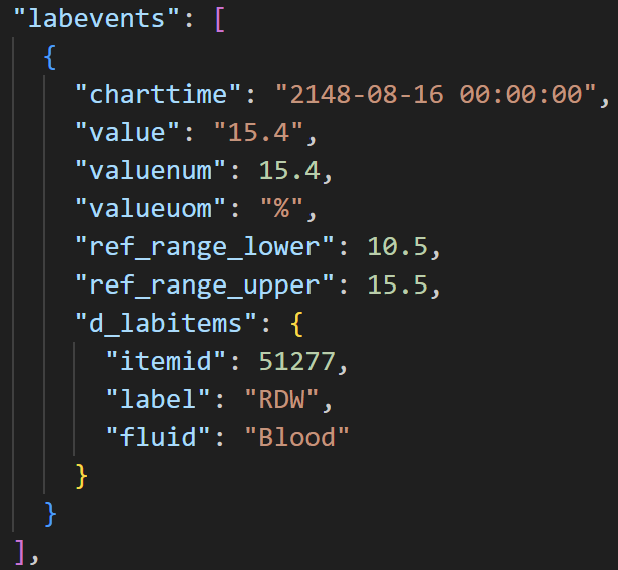 "labevents": [
{
"charttime": "2148-08-16 00:00:00",
"value": "15.4",
"valuenum": 15.4,
"valueuom": "%",
"ref_range_lower": 10.5,
"ref_range_upper": 15.5,
"d_labitems": {
"itemid": 51277,
"label": "RDW",
"fluid": "Blood"
}
}
],